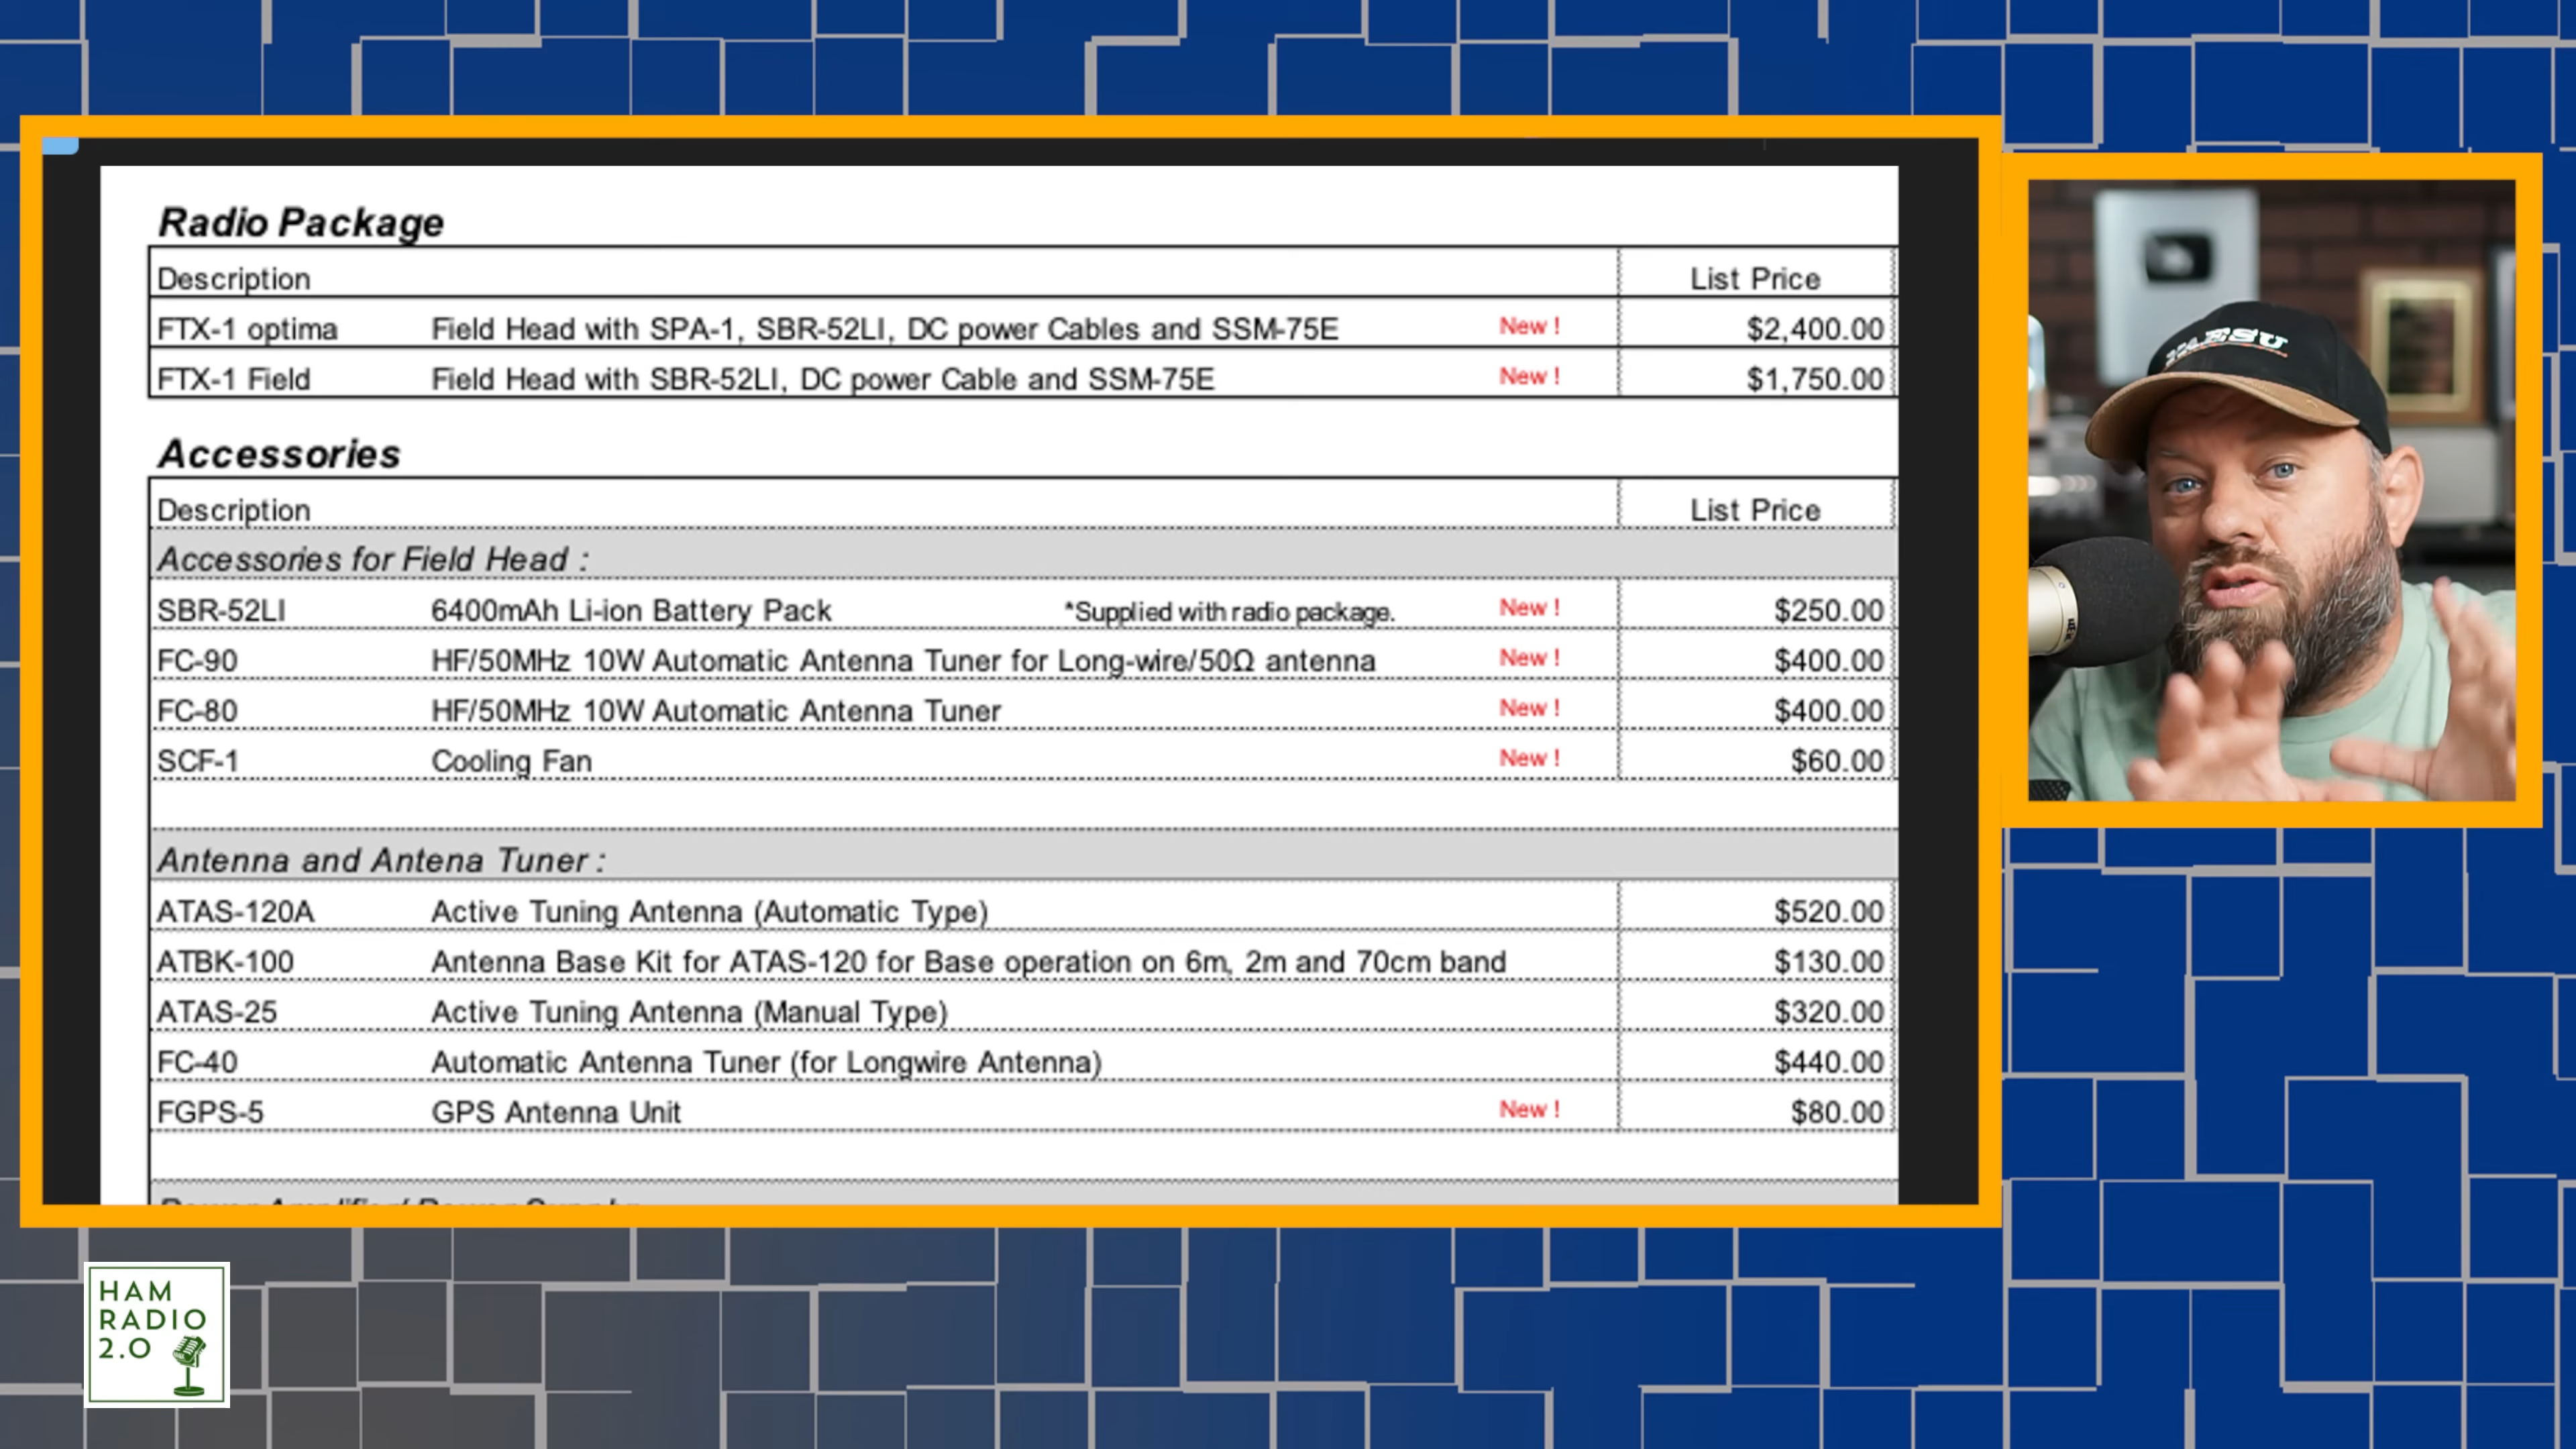 Radio Package
Description List Price
FTX-1 optima Field Head with SPA-1, SBR-52LI, DC power Cables and SSM-75E New ! $2,400.00
FTX-1 Field Field Head with SBR-52LI, DC power Cable and SSM-75E New ! $1,750.00
Accessories
Description List Price
Accessories for Field Head :
SBR-52LI 6400mAh Li-ion Battery Pack *Supplied with radio package. New ! $250.00
FC-90 HF/50MHz 10W Automatic Antenna Tuner for Long-wire/50Ω antenna New ! $400.00
FC-80 HF/50MHz 10W Automatic Antenna Tuner New ! $400.00
SCF-1 Cooling Fan New ! $60.00
Antenna and Antena Tuner :
ATAS-120A Active Tuning Antenna (Automatic Type) $520.00
ATBK-100 Antenna Base Kit for ATAS-120 for Base operation on 6m, 2m and 70cm band $130.00
ATAS-25 Active Tuning Antenna (Manual Type) $320.00
FC-40 Automatic Antenna Tuner (for Longwire Antenna) $440.00
FGPS-5 GPS Antenna Unit New ! $80.00
YAESU
HAM
RADIO
2.0